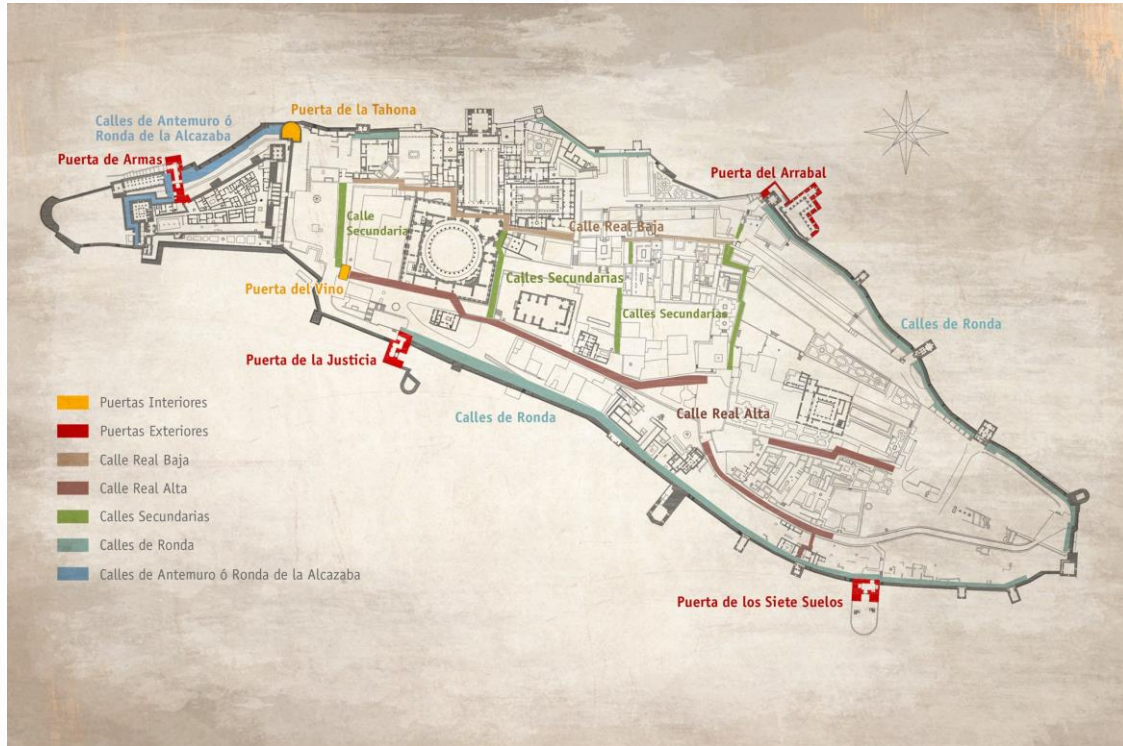 Puerta de la Tahona
Calles de Antemuro ó
Ronda de la Alcazaba
Puerta de Armas
Puerta del Arrabal
Calle
Secundaria
Calle Real Baja
Calles Secundarias
Puerta del Vino
Calles Secundarias
Calles de Ronda
Puerta de la Justicia
Calles de Ronda
Calle Real Alta
Puertas Interiores
Puertas Exteriores
Calle Real Baja
Calle Real Alta
Calles Secundarias
Calles de Ronda
Calles de Antemuro ó Ronda de la Alcazaba
Puerta de los Siete Suelos